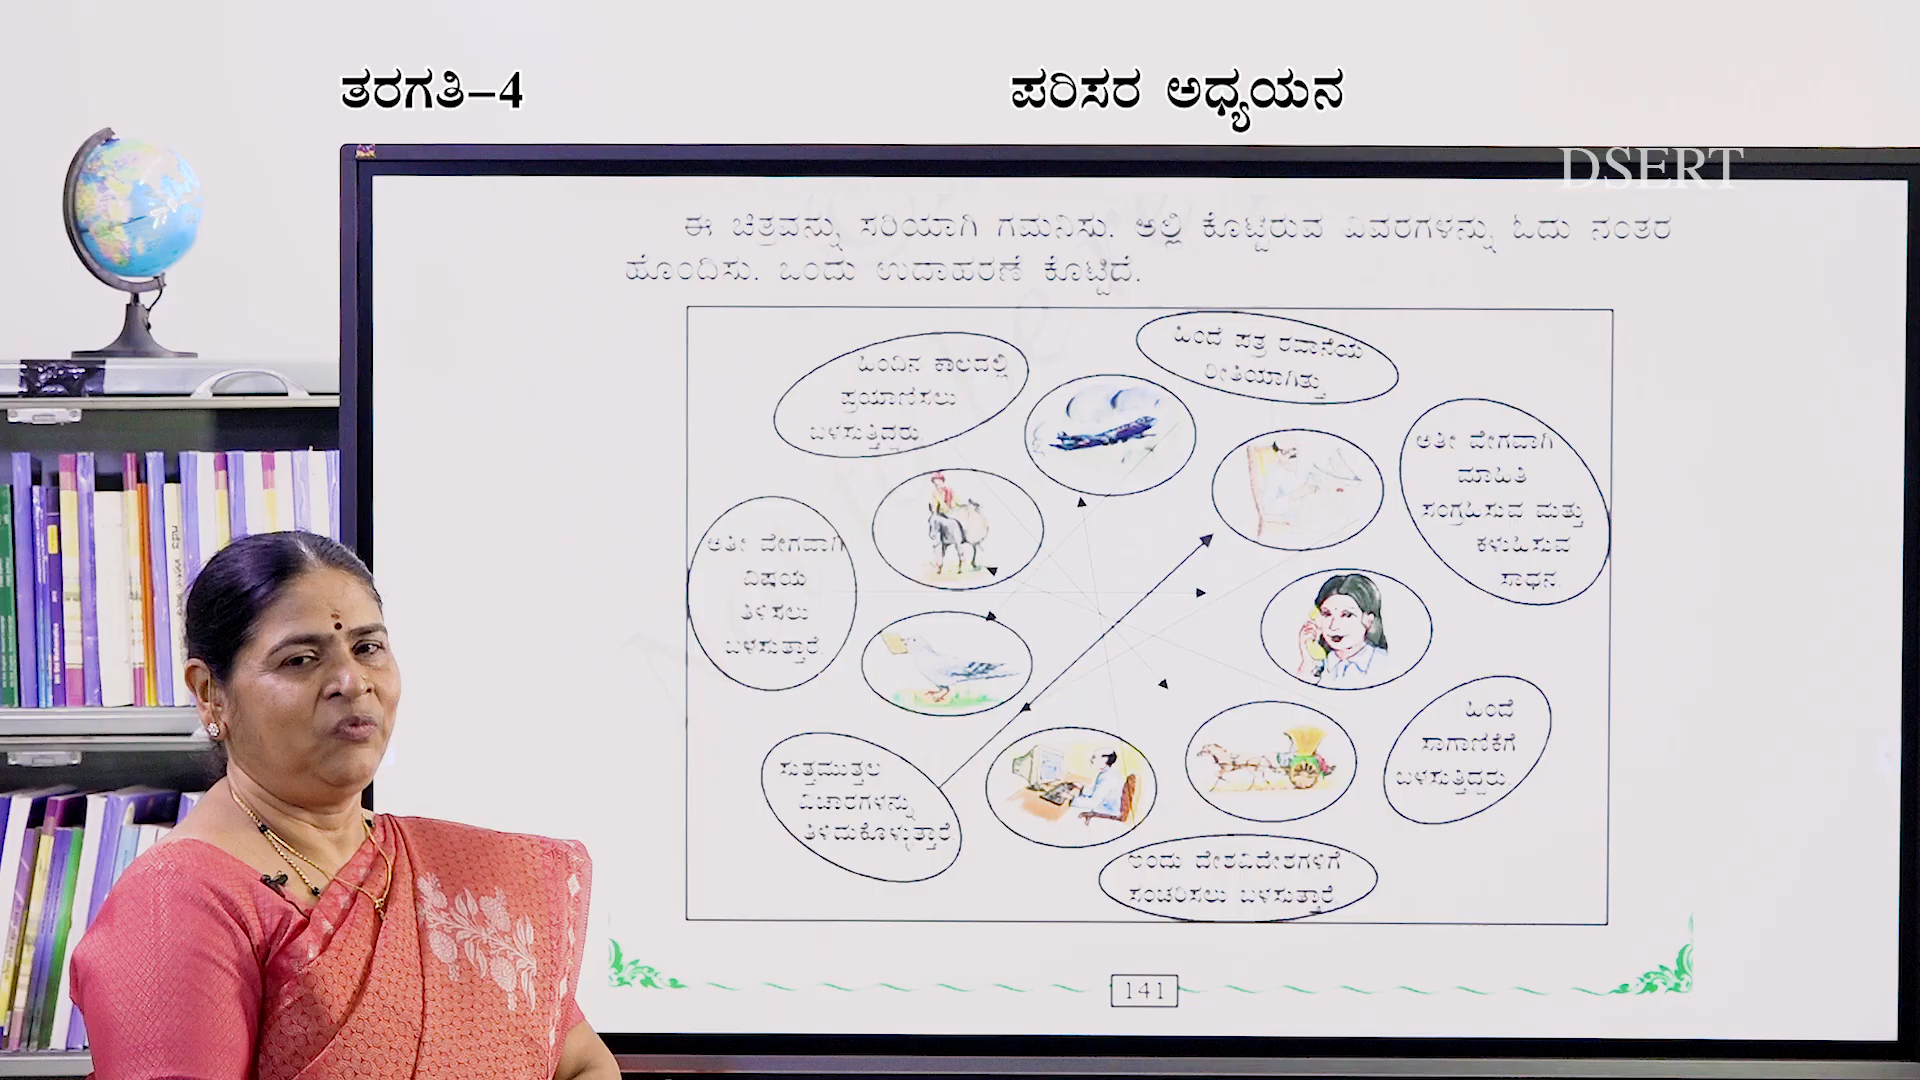 ತರಗತಿ-4
ಪರಿಸರ ಅಧ್ಯಯನ
DSERT
ಈ ಚಿತ್ರವನ್ನು ಸರಿಯಾಗಿ ಗಮನಿಸು. ಅಲ್ಲಿ ಕೊಟ್ಟಿರುವ ವಿವರಗಳನ್ನು ಓದು ನಂತರ
ಹೊಂದಿಸು. ಒಂದು ಉದಾಹರಣೆ ಕೊಟ್ಟಿದೆ.
ಹಿಂದಿನ ಕಾಲದಲ್ಲಿ
ಪ್ರಯಾಣಿಸಲು
ಬಳಸುತ್ತಿದ್ದರು.
ಹಿಂದೆ ಪತ್ರ ರವಾನೆಯ
ರೀತಿಯಾಗಿತ್ತು
ಅತೀ ವೇಗವಾಗಿ
ಮಾಹಿತಿ
ಸಂಗ್ರಹಿಸುವ ಮತ್ತು
ಕಳುಹಿಸುವ
ಸಾಧನ.
ಅತೀ ವೇಗವಾಗಿ
ವಿಷಯ
ತಿಳಿಸಲು
ಬಳಸುತ್ತಾರೆ.
ಹಿಂದೆ
ಸಾಗಾಣಿಕೆಗೆ
ಬಳಸುತ್ತಿದ್ದರು.
ಸುತ್ತಮುತ್ತಲ
ವಿಚಾರಗಳನ್ನು
ತಿಳಿದುಕೊಳ್ಳುತ್ತಾರೆ.
ಇಂದು ದೇಶವಿದೇಶಗಳಿಗೆ
ಸಂಚರಿಸಲು ಬಳಸುತ್ತಾರೆ.
141